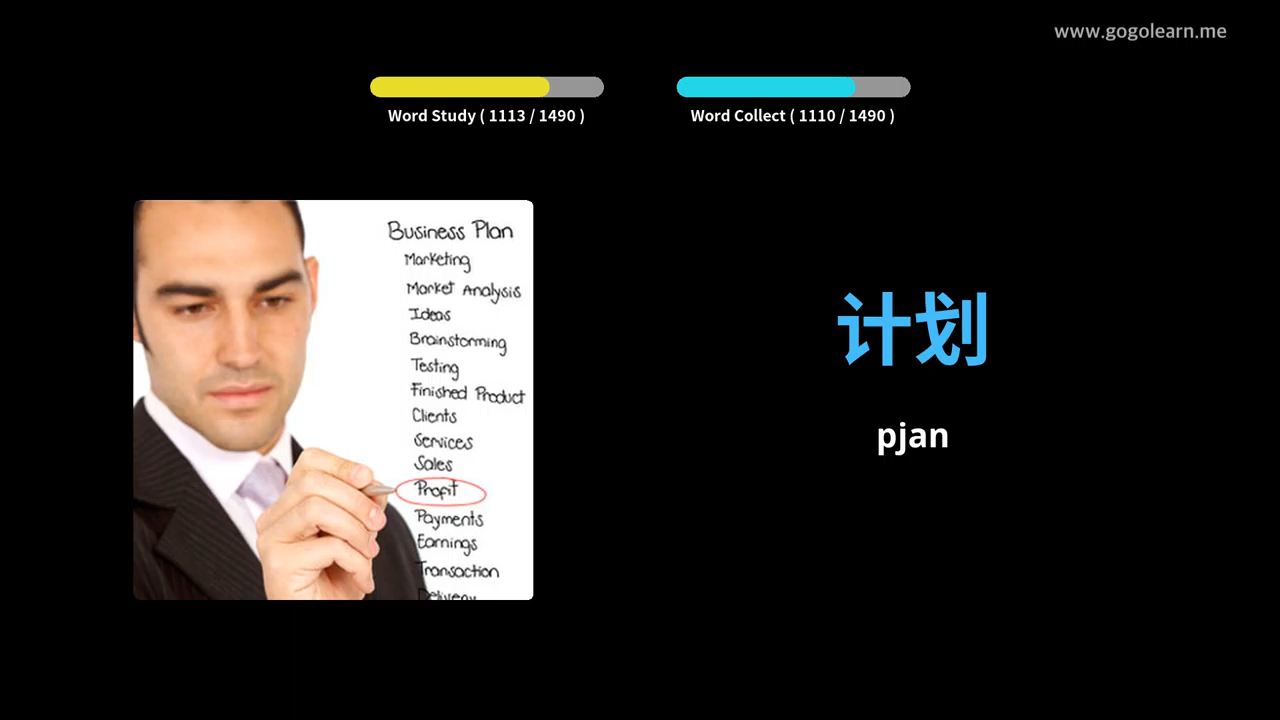 www.gogolearn.me
Word Study ( 1113 / 1490 )
Word Collect ( 1110 / 1490 )
Business Plan
Marketing
Market Analysis
Ideas
Brainstorming
Testing
Finished Product
Clients
Services
Sales
Profit
Payments
Earnings
Transaction
Delivery
计划
pjan